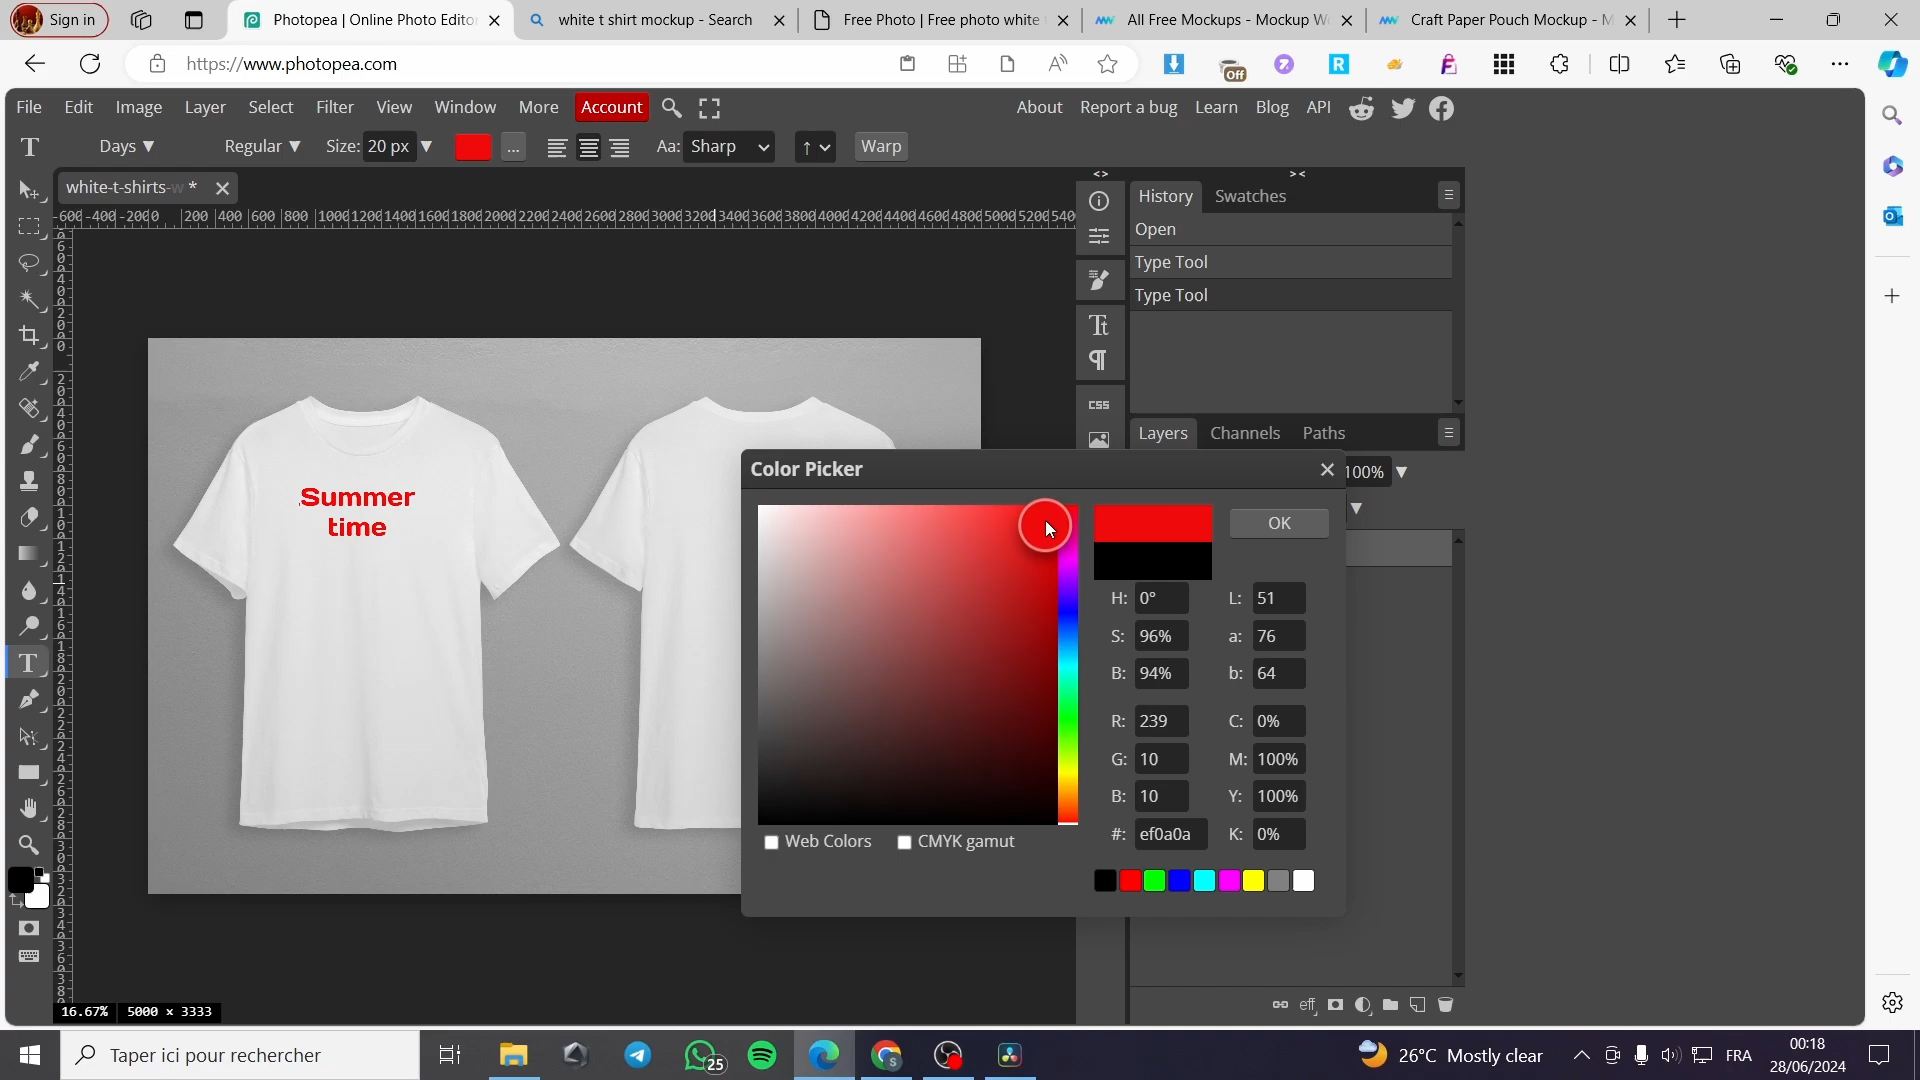 Sign in
Photopea | Online Photo Edito
white t shirt mockup - Search
Free Photo | Free photo white
All Free Mockups - Mockup W
Craft Paper Pouch Mockup - M
https://www.photopea.com
Off
File Edit Image Layer Select Filter View Window More Account
About Report a bug Learn Blog API
Days Regular Size: 20 px ... Aa: Sharp Warp
white-t-shirts-w *
History Swatches
Open
Type Tool
Type Tool
CSS
Layers Channels Paths
100%
Summer
time
Color Picker
OK
H: 0° L: 51
S: 96% a: 76
B: 94% b: 64
R: 239 C: 0%
G: 10 M: 100%
B: 10 Y: 100%
#: ef0a0a K: 0%
Web Colors CMYK gamut
eff
16.67% 5000 x 3333
Taper ici pour rechercher
25
26°C Mostly clear
FRA
00:18
28/06/2024